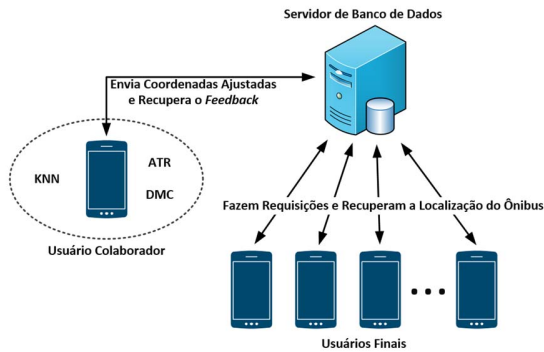 Servidor de Banco de Dados
Envia Coordenadas Ajustadas
e Recupera o Feedback
KNN
ATR
DMC
Usuário Colaborador
Fazem Requisições e Recuperam a Localização do Ônibus
Usuários Finais